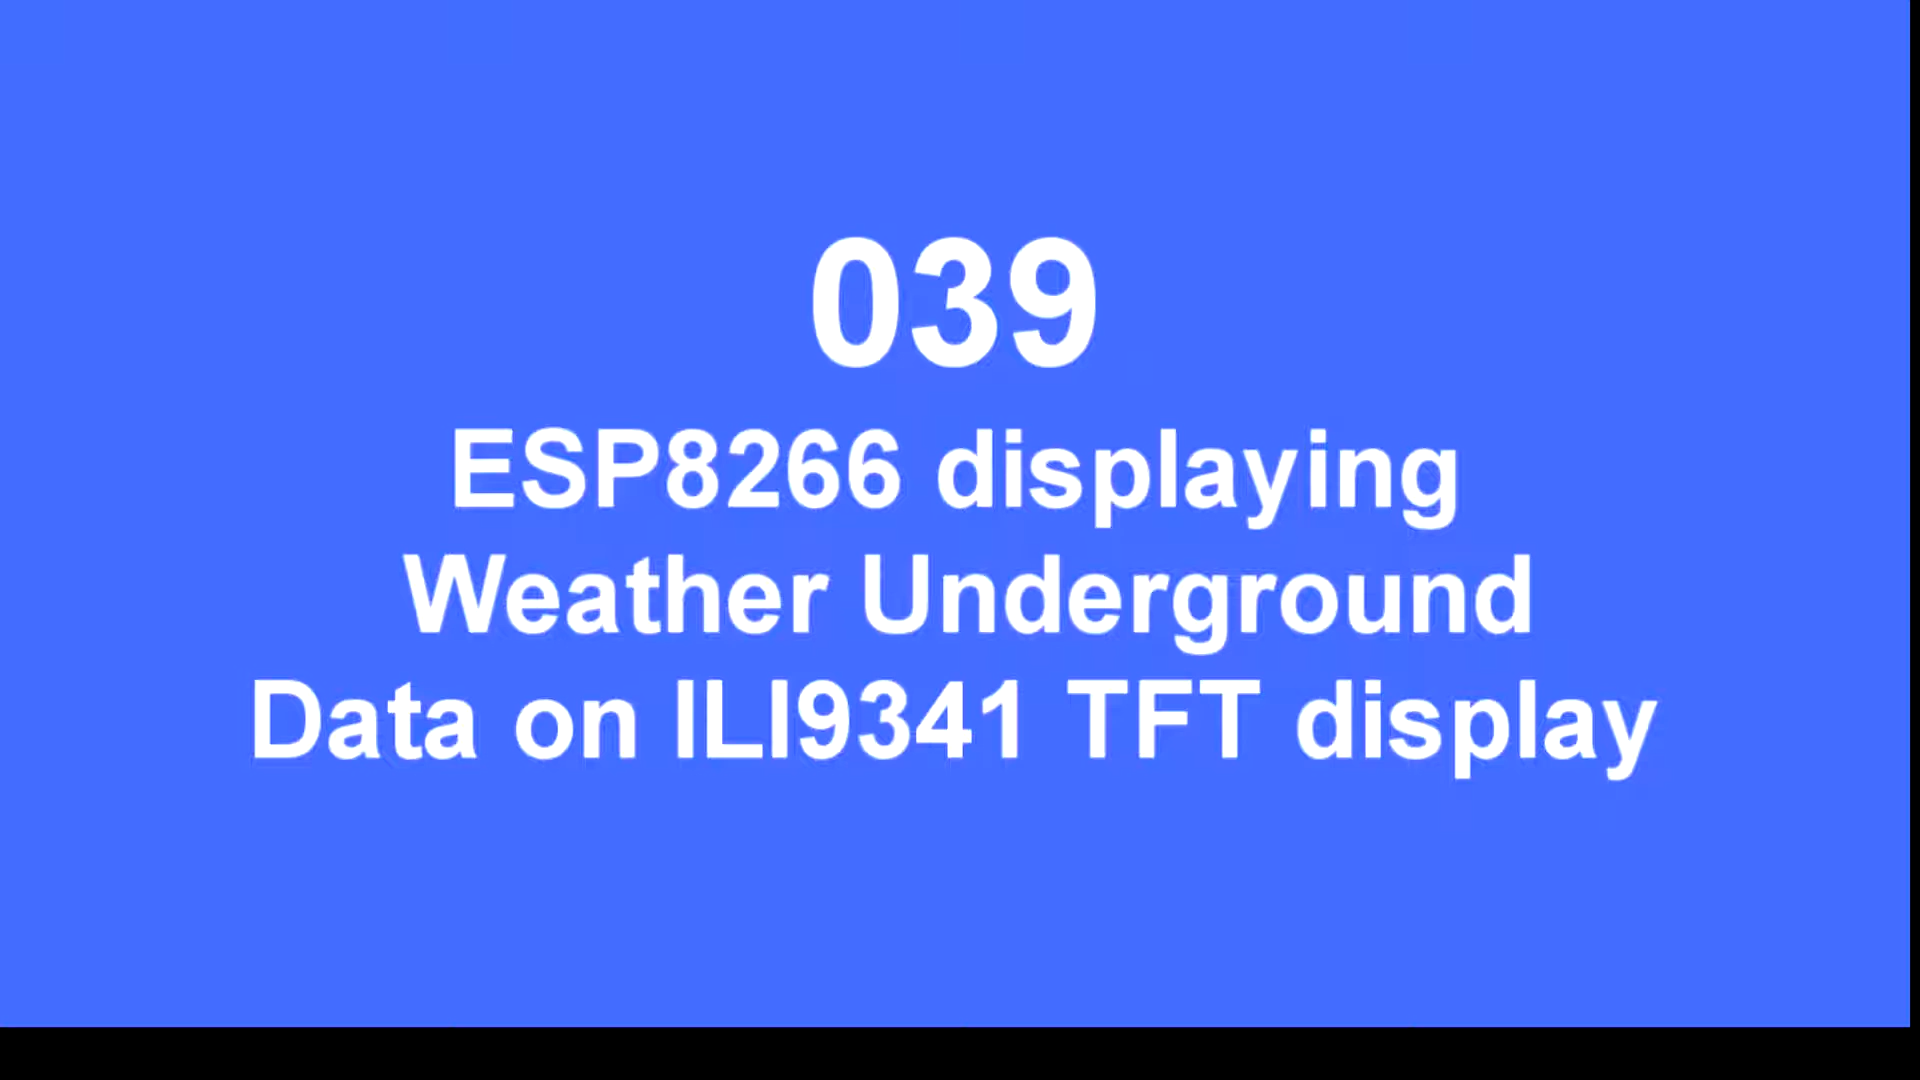 039
ESP8266 displaying
Weather Underground
Data on ILI9341 TFT display